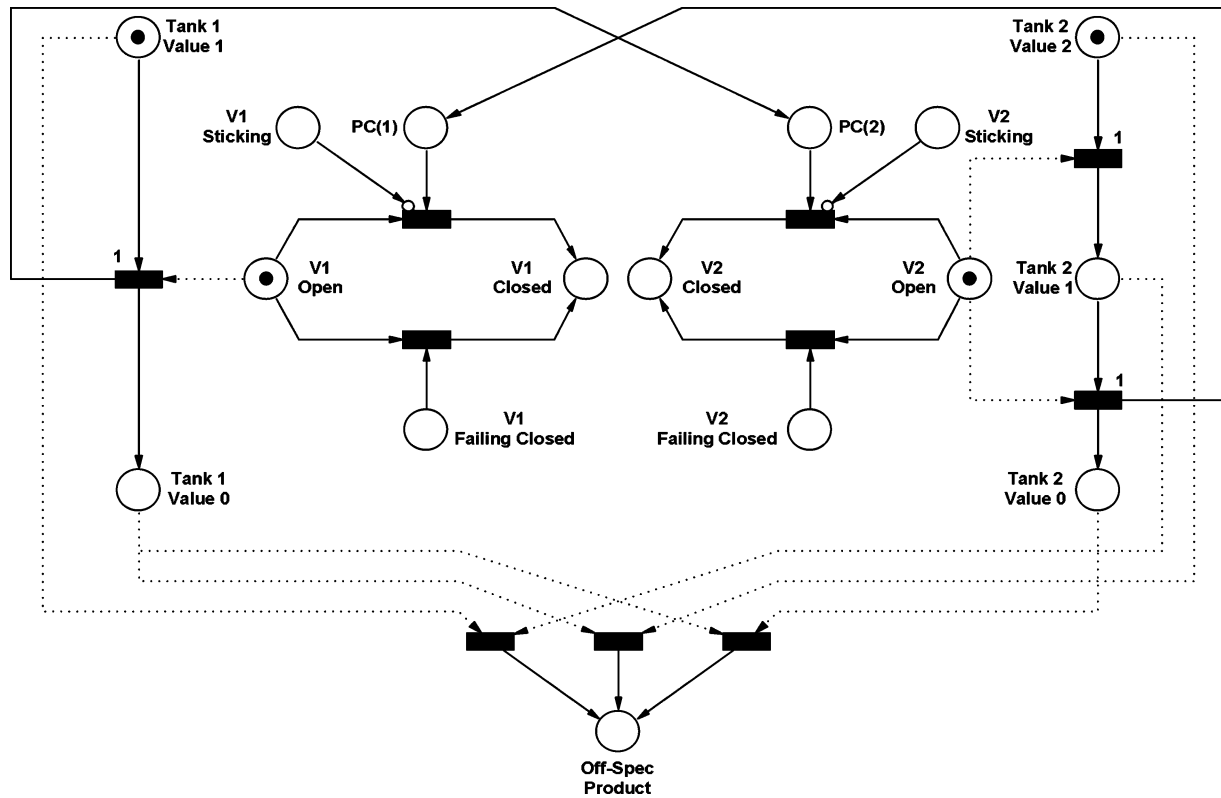 Tank 1
Value 1
Tank 2
Value 2
V1
Sticking
PC(1)
PC(2)
V2
Sticking
1
1
V1
Open
V1
Closed
V2
Closed
V2
Open
Tank 2
Value 1
1
V1
Failing Closed
V2
Failing Closed
Tank 1
Value 0
Tank 2
Value 0
Off-Spec
Product